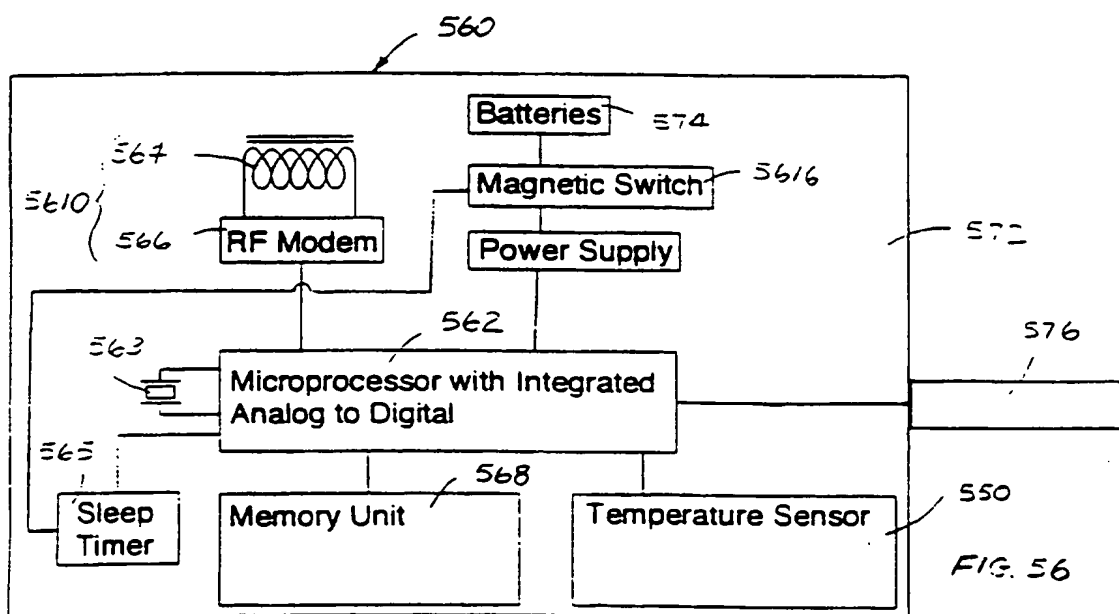 560
Batteries
574
567
Magnetic Switch
5616
5610
566
RF Modem
Power Supply
562
576
563
Microprocessor with Integrated
Analog to Digital
565
568
550
Sleep
Timer
Memory Unit
Temperature Sensor
FIG. 56